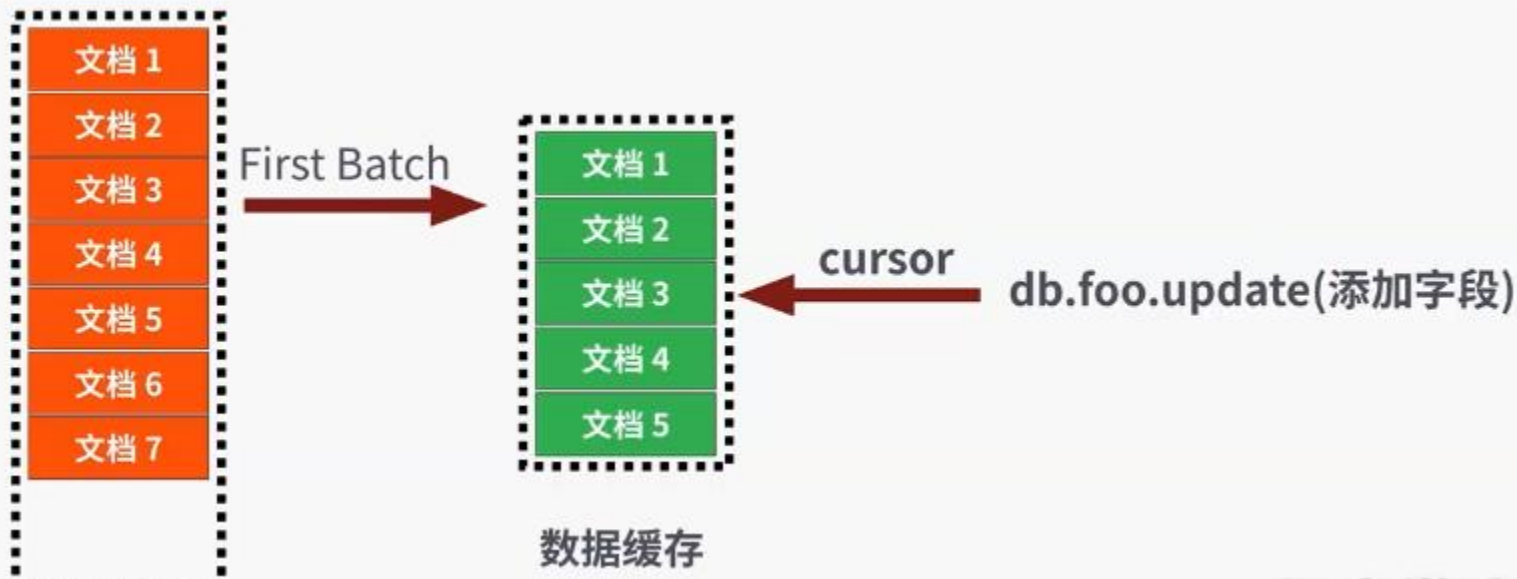 文档 1
文档 2
文档 3
文档 4
文档 5
文档 6
文档 7
First Batch
文档 1
文档 2
文档 3
文档 4
文档 5
数据缓存
cursor
db.foo.update(添加字段)